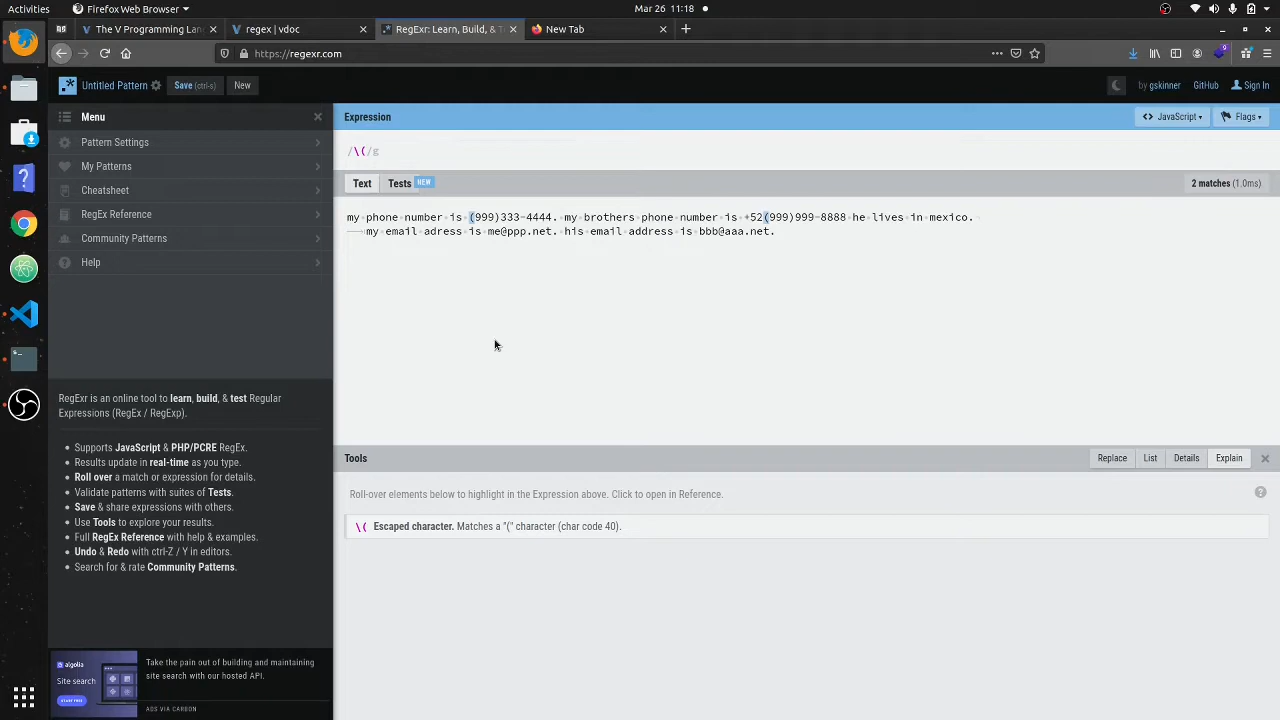 Activities
Firefox Web Browser
Mar 26 11:18
The V Programming Lan
regex | vdoc
RegExr: Learn, Build, & T
New Tab
https://regexr.com
9
Untitled Pattern
Save (ctrl-s)
New
by gskinner
GitHub
Sign In
Menu
Expression
JavaScript
Flags
Pattern Settings
/\(/g
My Patterns
Text
Tests NEW
2 matches (1.0ms)
Cheatsheet
RegEx Reference
my phone number is (999)333-4444. my brothers phone number is +52(999)999-8888 he lives in mexico.
my email adress is me@ppp.net. his email address is bbb@aaa.net.
Community Patterns
Help
RegExr is an online tool to learn, build, & test Regular
Expressions (RegEx / RegExp).
Supports JavaScript & PHP/PCRE RegEx.
Results update in real-time as you type.
Roll over a match or expression for details.
Validate patterns with suites of Tests.
Save & share expressions with others.
Use Tools to explore your results.
Full RegEx Reference with help & examples.
Undo & Redo with ctrl-Z / Y in editors.
Search for & rate Community Patterns.
Tools
Replace
List
Details
Explain
Roll-over elements below to highlight in the Expression above. Click to open in Reference.
\( Escaped character. Matches a "(" character (char code 40).
algolia
Site search
START FREE
Take the pain out of building and maintaining
site search with our hosted API.
ADS VIA CARBON